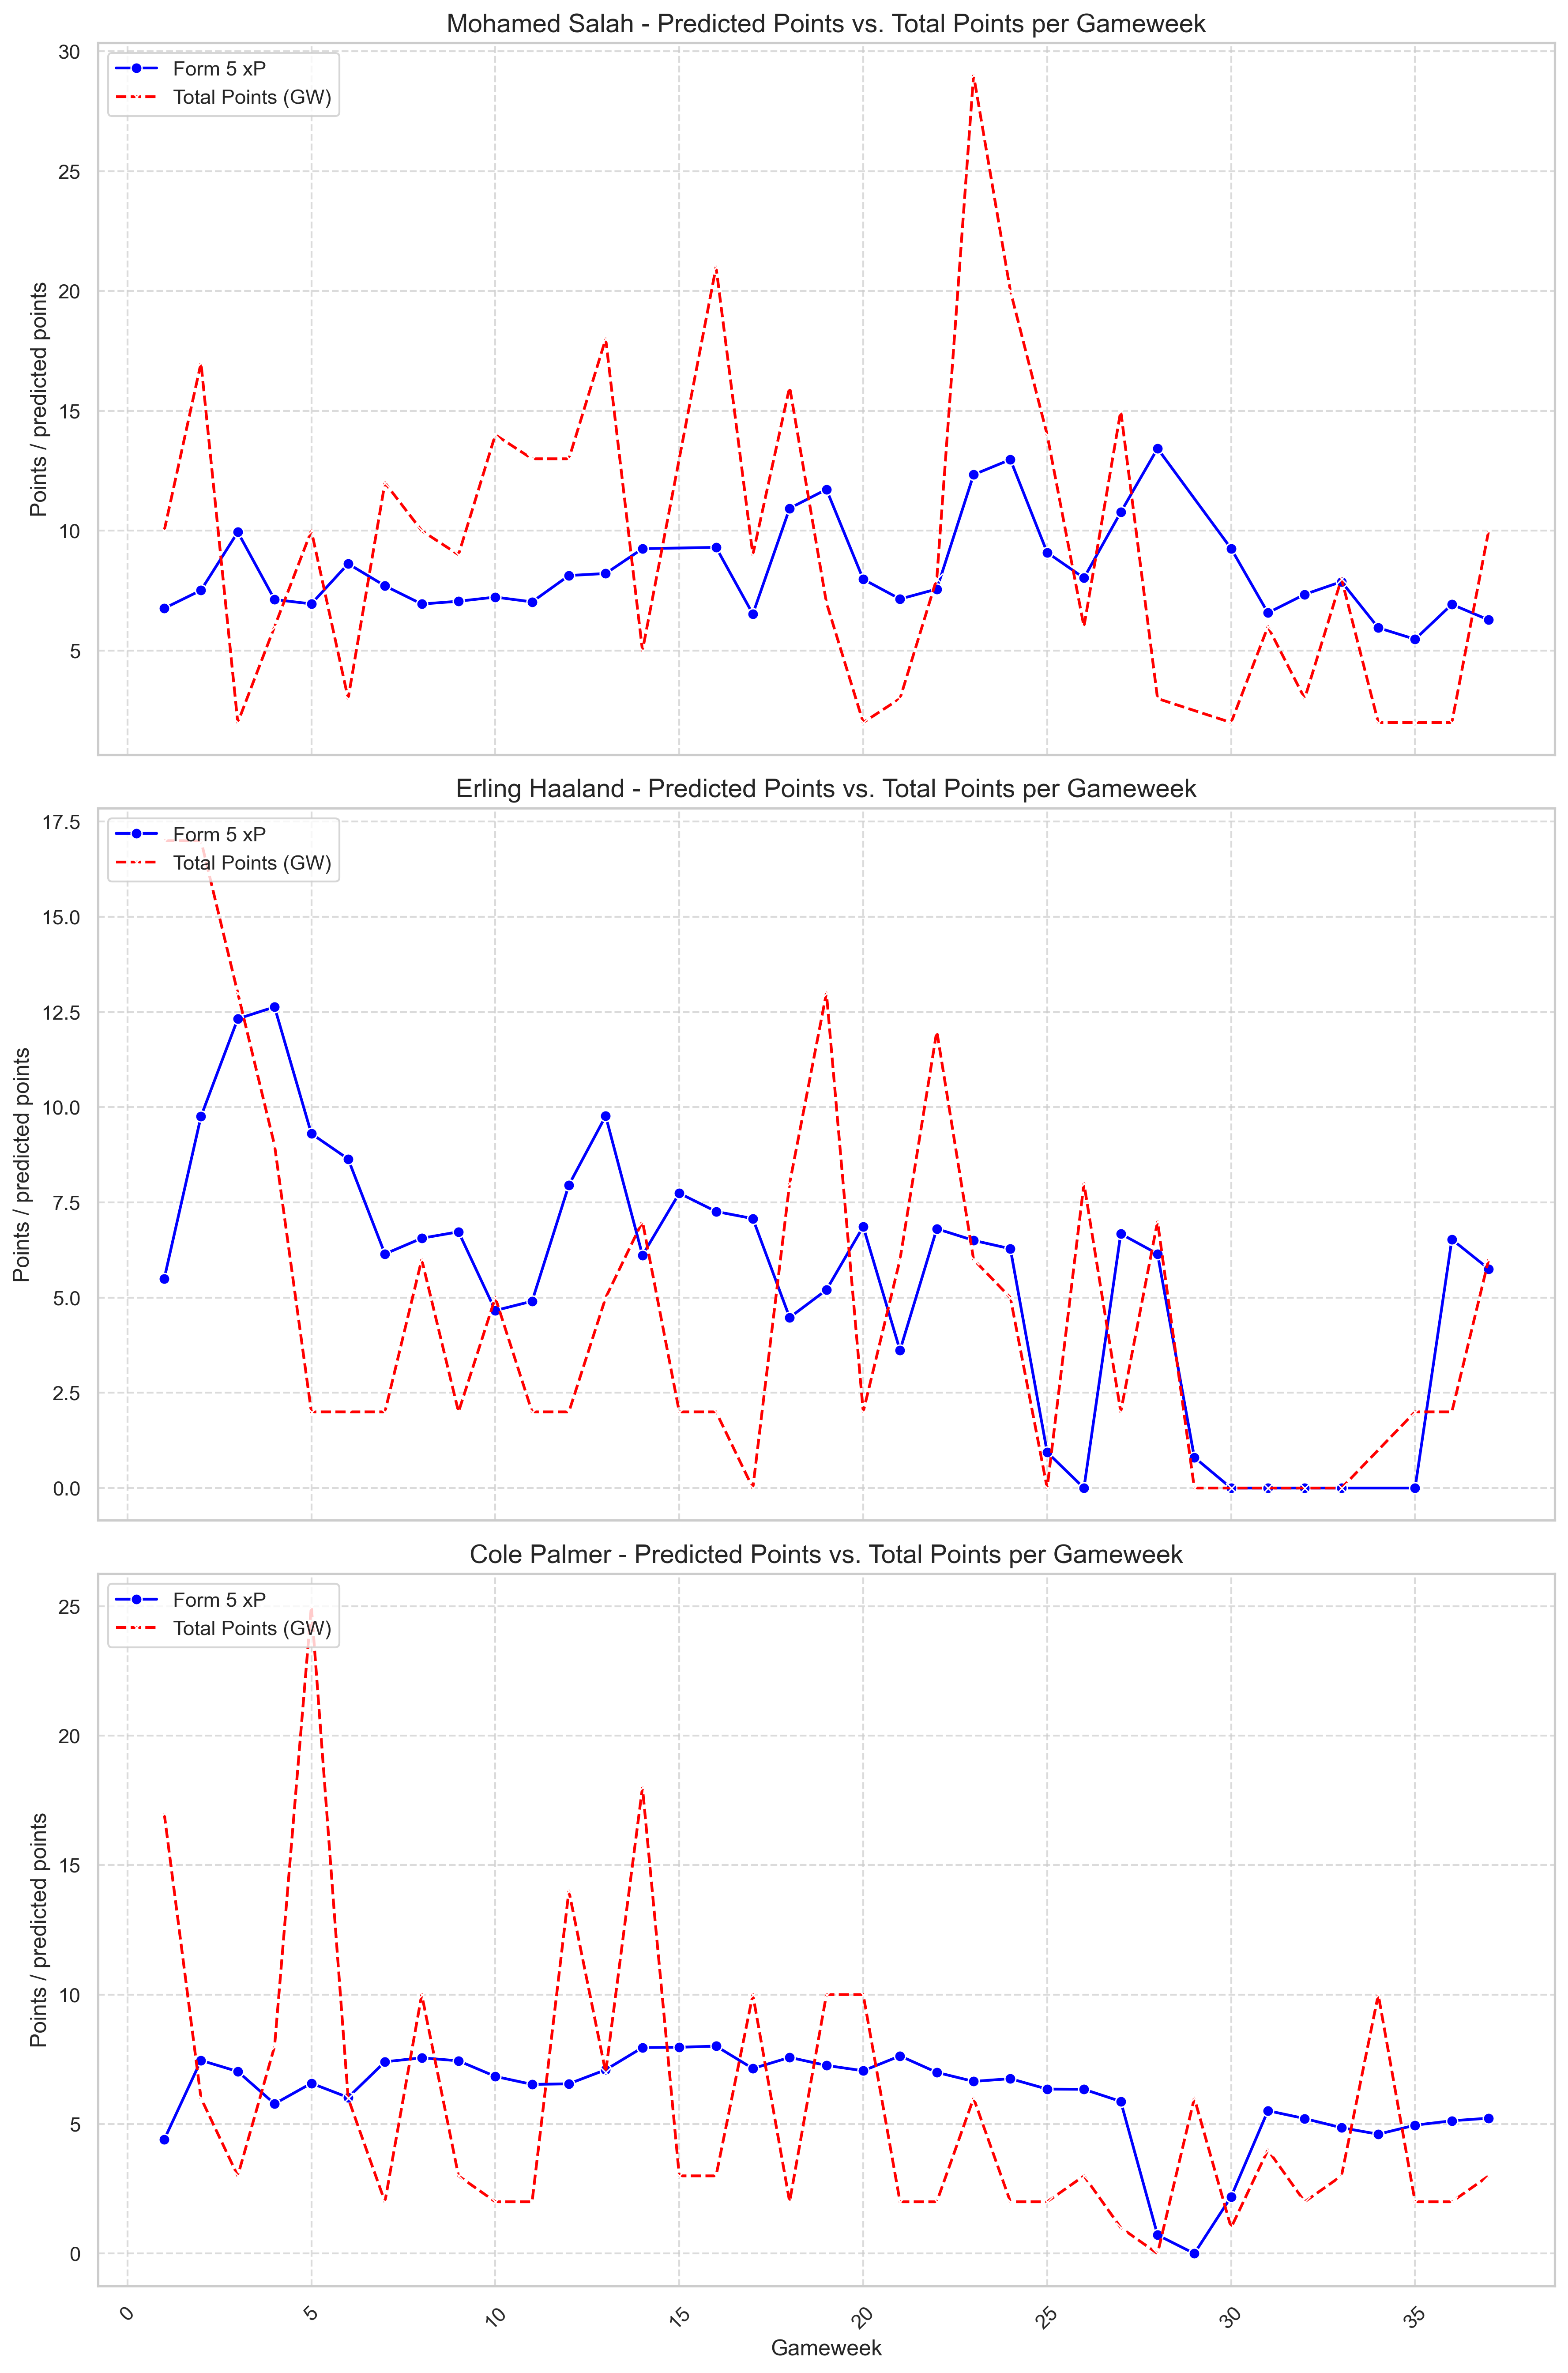 Mohamed Salah - Predicted Points vs. Total Points per Gameweek
30
25
20
15
10
5
Points / predicted points
Form 5 xP
Total Points (GW)
Erling Haaland - Predicted Points vs. Total Points per Gameweek
17.5
15.0
12.5
10.0
7.5
5.0
2.5
0.0
Points / predicted points
Form 5 xP
Total Points (GW)
Cole Palmer - Predicted Points vs. Total Points per Gameweek
25
20
15
10
5
0
Points / predicted points
Form 5 xP
Total Points (GW)
0 5 10 15 20 25 30 35
Gameweek